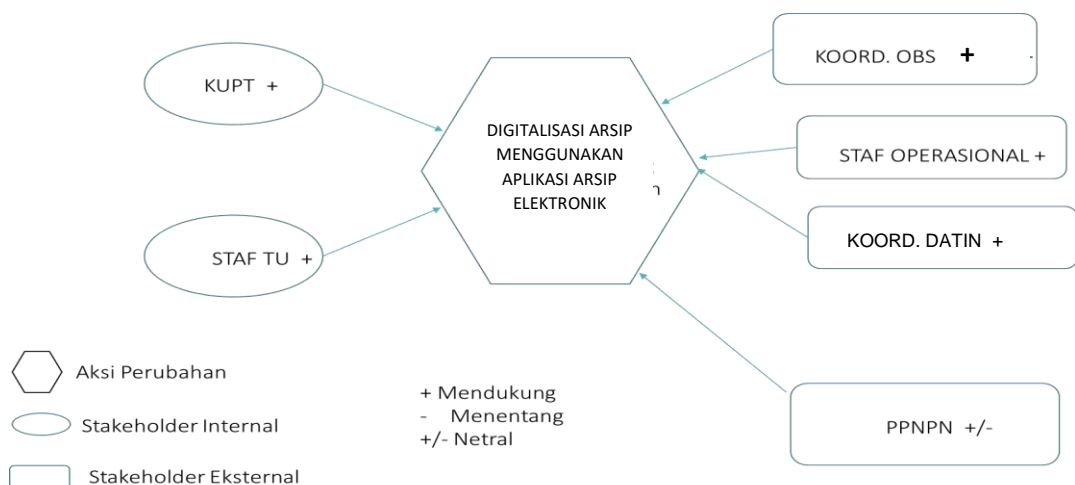 KUPT +
STAF TU +
DIGITALISASI ARSIP
MENGGUNAKAN
APLIKASI ARSIP
ELEKTRONIK
KOORD. OBS +
STAF OPERASIONAL +
KOORD. DATIN +
PPNPN +/-
Aksi Perubahan
Stakeholder Internal
Stakeholder Eksternal
+ Mendukung
- Menentang
+/- Netral